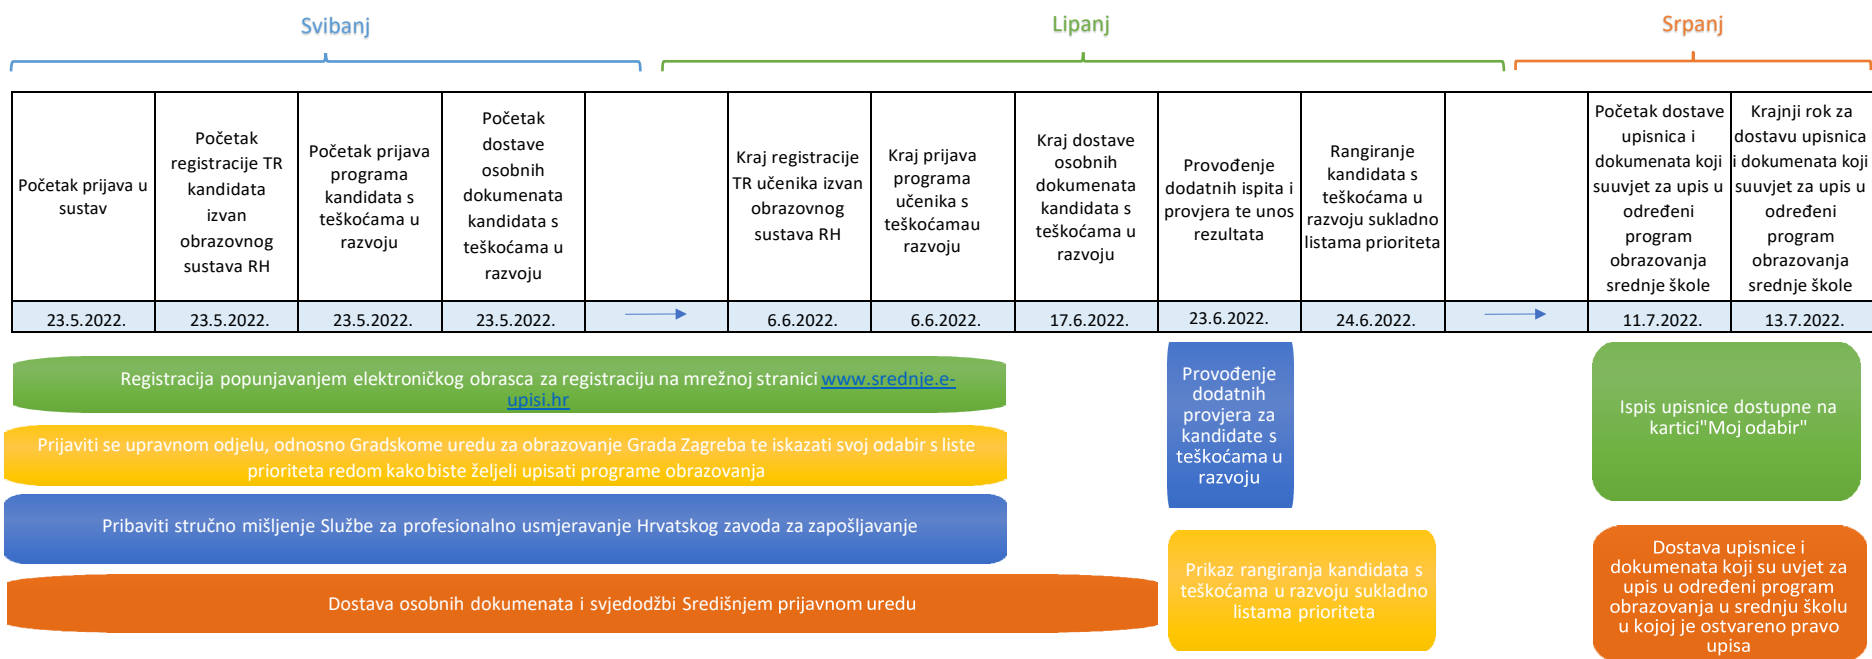 Svibanj
Lipanj
Srpanj
Početak prijava u
sustav
Početak
registracije TR
kandidata
izvan
obrazovnog
sustava RH
Početak prijava
programa
kandidata s
teškoćama u
razvoju
Početak
dostave
osobnih
dokumenata
kandidata s
teškoćama u
razvoju
Kraj registracije
TR učenika izvan
obrazovnog
sustava RH
Kraj prijava
programa
učenika s
teškoćamau
razvoju
Kraj dostave
osobnih
dokumenata
kandidata s
teškoćama u
razvoju
Provođenje
dodatnih ispita i
provjera te unos
rezultata
Rangiranje
kandidata s
teškoćama u
razvoju sukladno
listama prioriteta
Početak dostave
upisnica i
dokumenata koji
suuvjet za upis u
određeni
program
obrazovanja
srednje škole
Krajnji rok za
dostavu upisnica
i dokumenata koji
suuvjet za upis u
određeni
program
obrazovanja
srednje škole
23.5.2022.
23.5.2022.
23.5.2022.
23.5.2022.
6.6.2022.
6.6.2022.
17.6.2022.
23.6.2022.
24.6.2022.
11.7.2022.
13.7.2022.
Registracija popunjavanjem elektroničkog obrasca za registraciju na mrežnoj stranici www.srednje.e-
upisi.hr
Prijaviti se upravnom odjelu, odnosno Gradskome uredu za obrazovanje Grada Zagreba te iskazati svoj odabir s liste
prioriteta redom kakobiste željeli upisati programe obrazovanja
Pribaviti stručno mišljenje Službe za profesionalno usmjeravanje Hrvatskog zavoda za zapošljavanje
Dostava osobnih dokumenata i svjedodžbi Središnjem prijavnom uredu
Provođenje
dodatnih
provjera za
kandidate s
teškoćama u
razvoju
Prikaz rangiranja kandidata s
teškoćama u razvoju sukladno
listama prioriteta
Ispis upisnice dostupne na
kartici"Moj odabir"
Dostava upisnice i
dokumenata koji su uvjet za
upis u određeni program
obrazovanja u srednju školu
u kojoj je ostvareno pravo
upisa